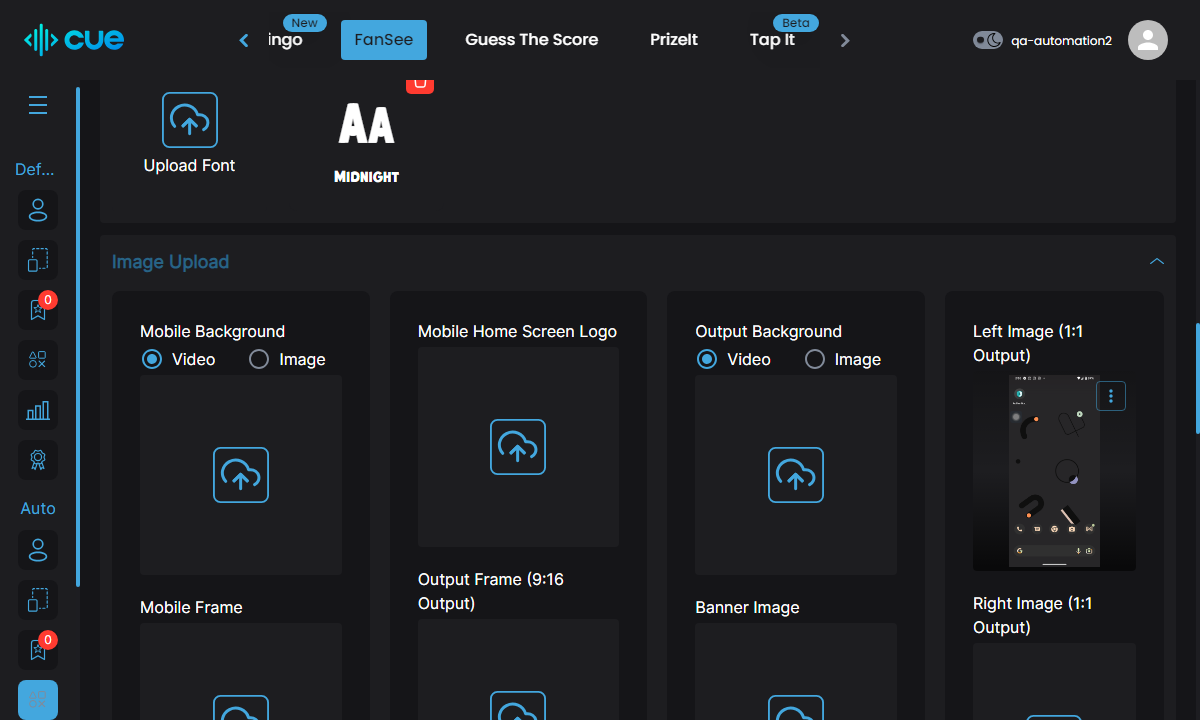 cue
New
ingo
FanSee
Guess The Score
PrizeIt
Beta
Tap It
qa-automation2
Def...
0
Auto
0
Upload Font
AA
MIDNIGHT
Image Upload
Mobile Background
Video
Image
Mobile Home Screen Logo
Output Background
Video
Image
Left Image (1:1
Output)
Mobile Frame
Output Frame (9:16
Output)
Banner Image
Right Image (1:1
Output)